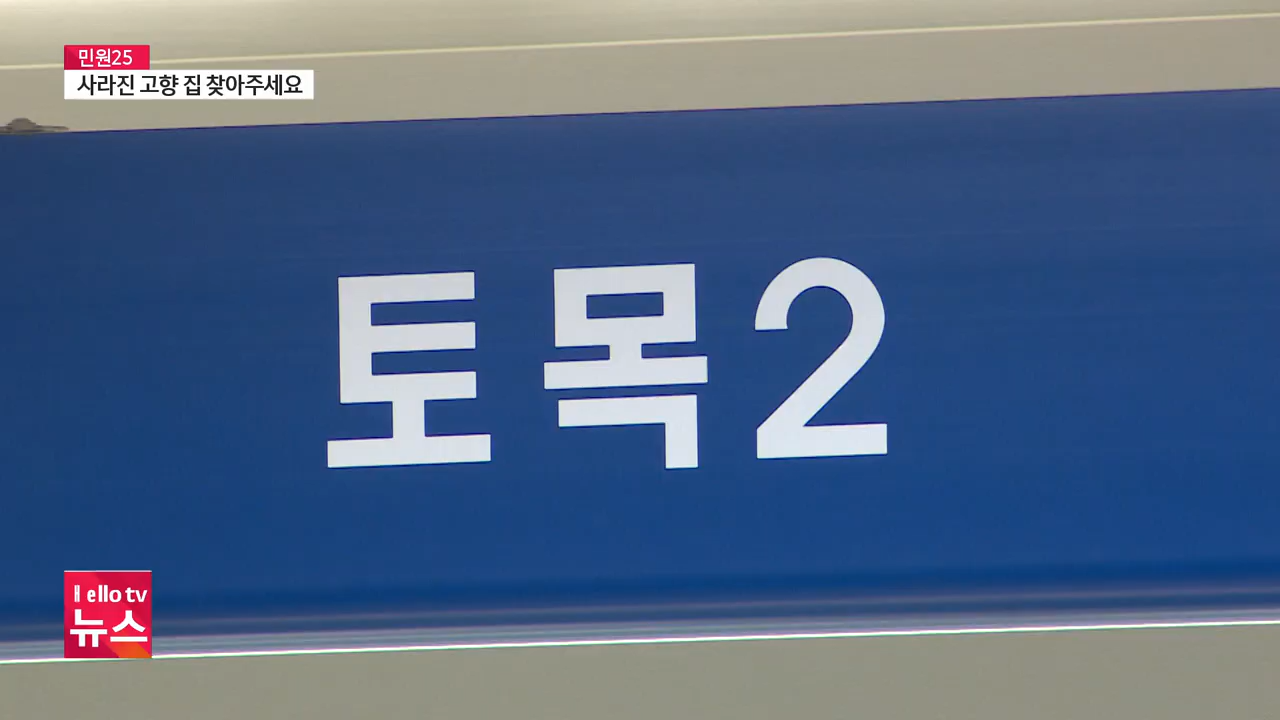 민원25
사라진 고향 집 찾아주세요
토목2
ello tv
뉴스